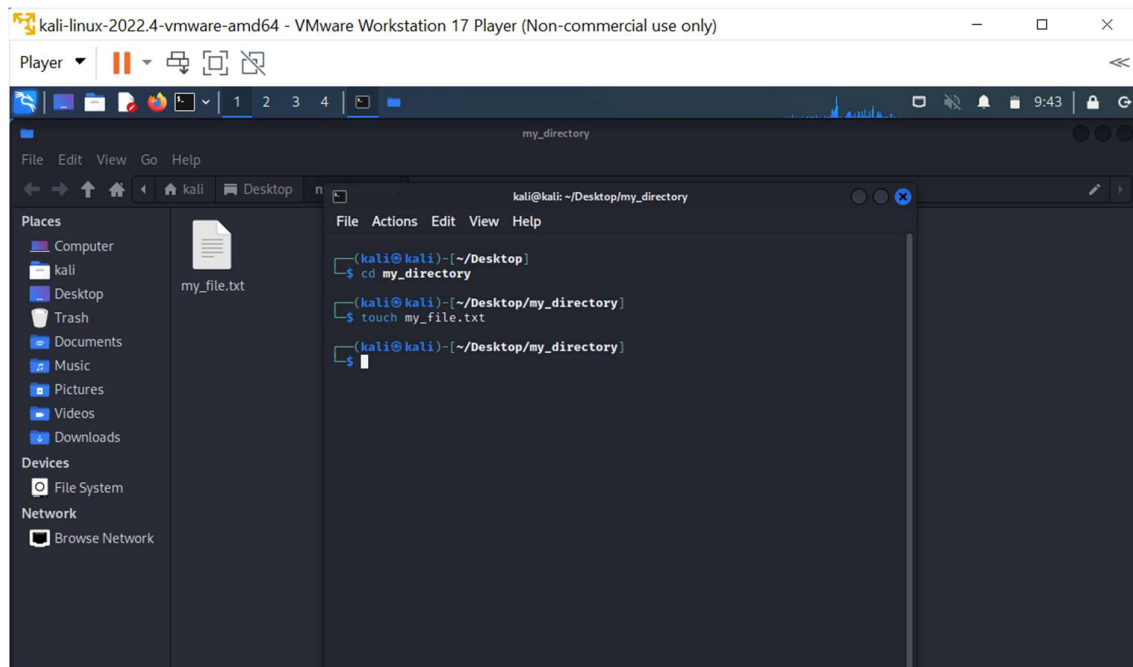 kali-linux-2022.4-vmware-amd64 - VMware Workstation 17 Player (Non-commercial use only)
Player
1 2 3 4
9:43
my_directory
File Edit View Go Help
kali Desktop
Places
Computer
kali
Desktop
Trash
Documents
Music
Pictures
Videos
Downloads
Devices
File System
Network
Browse Network
my_file.txt
kali@kali: ~/Desktop/my_directory
File Actions Edit View Help
┌──(kali㉿kali)-[~/Desktop]
└─$ cd my_directory
┌──(kali㉿kali)-[~/Desktop/my_directory]
└─$ touch my_file.txt
┌──(kali㉿kali)-[~/Desktop/my_directory]
└─$